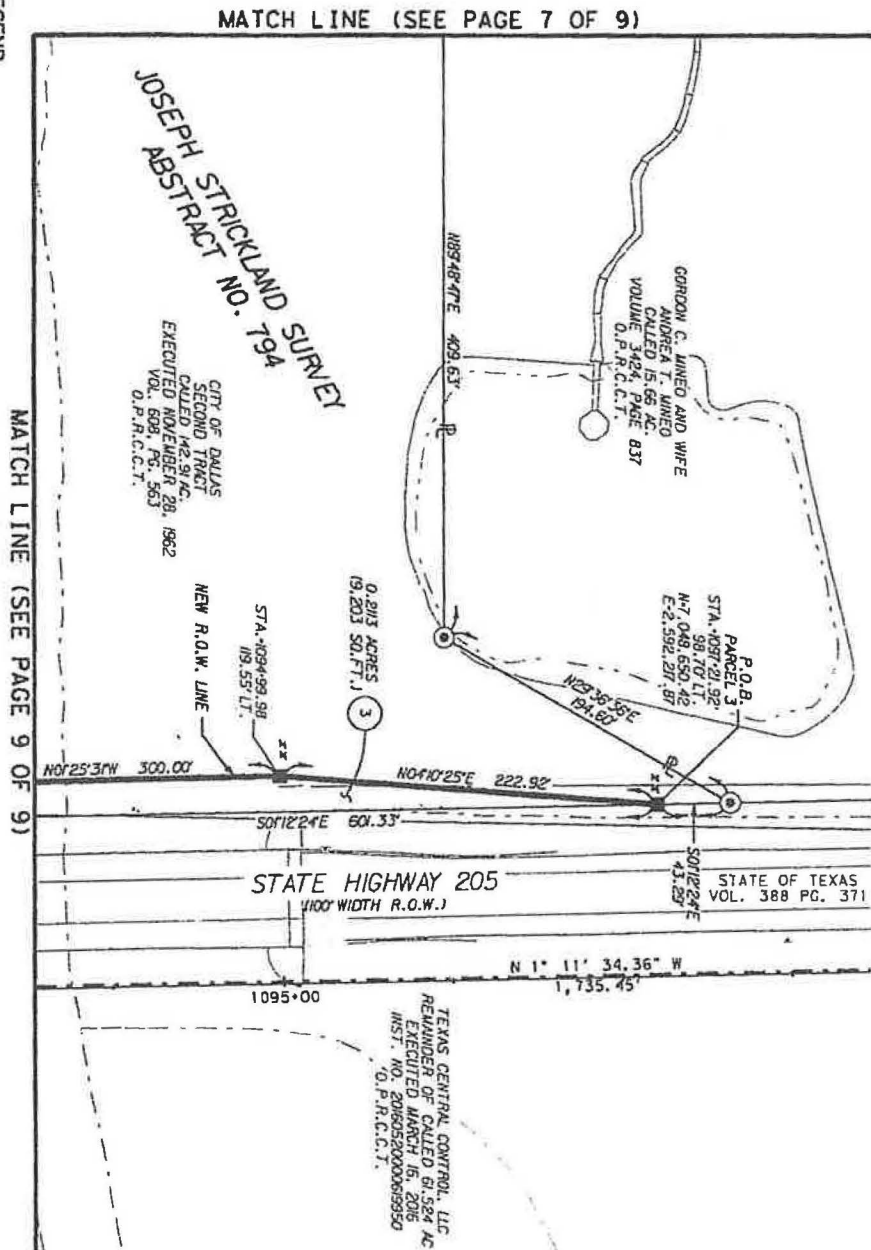 MATCH LINE (SEE PAGE 7 OF 9)
JOSEPH STRICKLAND SURVEY
ABSTRACT NO. 794
N89°48'47"E 409.63'
GORDON C. MINEO AND WIFE
ANDREA T. MINEO
CALLED 15.66 AC.
VOLUME 3424, PAGE 837
O.P.R.C.C.T.
CITY OF DALLAS
SECOND TRACT
CALLED 142.91 AC.
EXECUTED NOVEMBER 28, 1962
VOL. 608, PG. 563
O.P.R.C.C.T.
P.O.B.
PARCEL 3
STA.=1097+21.92'
98.70' LT.
N=7,048,650.42
E=2,592,217.87
N29°36'56"E
194.60'
PL
PL
0.2113 ACRES
(9,203 SQ.FT.)
3
STA.=1094+99.98
119.55' LT.
NEW R.O.W. LINE
N01°25'31"W 300.00'
N04°10'25"E 222.92'
S01°12'24"E 601.33'
S01°12'24"E
43.29'
STATE HIGHWAY 205
(100' WIDTH R.O.W.)
STATE OF TEXAS
VOL. 388 PG. 371
N 1° 11' 34.36" W
1,735.45'
1095+00
TEXAS CENTRAL CONTROL, LLC
REMAINDER OF CALLED 61.524 AC
EXECUTED MARCH 16, 2016
INST. NO. 20160520000619950
O.P.R.C.C.T.
MATCH LINE (SEE PAGE 9 OF 9)